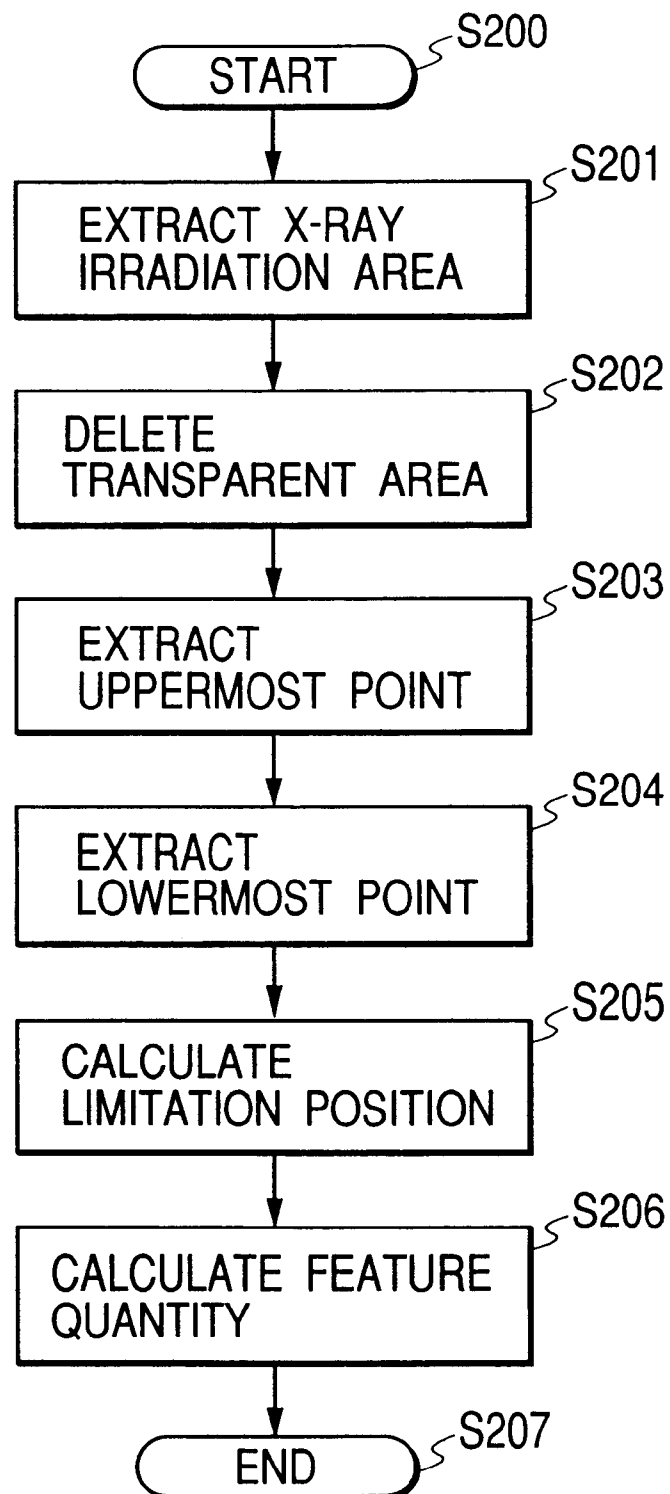 S200
START
S201
EXTRACT X-RAY
IRRADIATION AREA
S202
DELETE
TRANSPARENT AREA
S203
EXTRACT
UPPERMOST POINT
S204
EXTRACT
LOWERMOST POINT
S205
CALCULATE
LIMITATION POSITION
S206
CALCULATE FEATURE
QUANTITY
S207
END